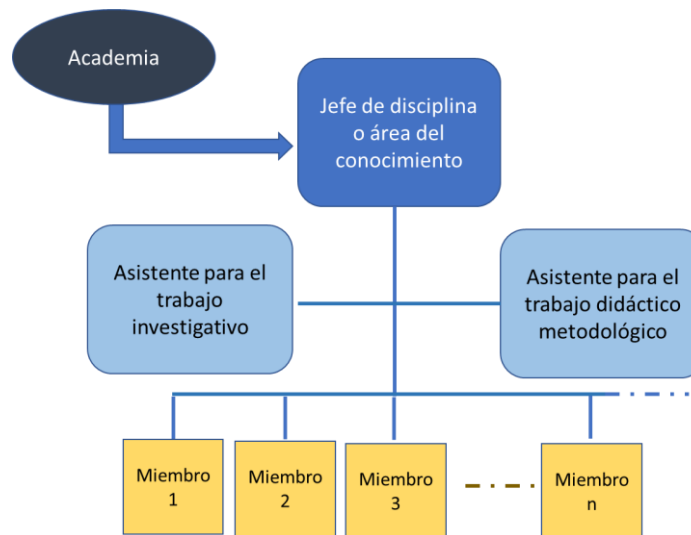 Academia
Jefe de disciplina
o área del
conocimiento
Asistente para el
trabajo
investigativo
Asistente para el
trabajo didáctico
metodológico
Miembro
1
Miembro
2
Miembro
3
Miembro
n